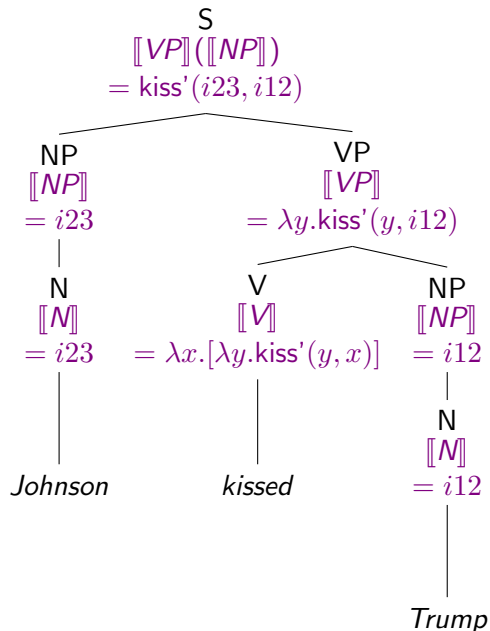 S
⟦VP⟧(⟦NP⟧)
= kiss'(i23, i12)
NP VP
⟦NP⟧ ⟦VP⟧
= i23 = λy.kiss'(y, i12)
N V NP
⟦N⟧ ⟦V⟧ ⟦NP⟧
= i23 = λx.[λy.kiss'(y, x)] = i12
N
⟦N⟧
Johnson kissed = i12
Trump